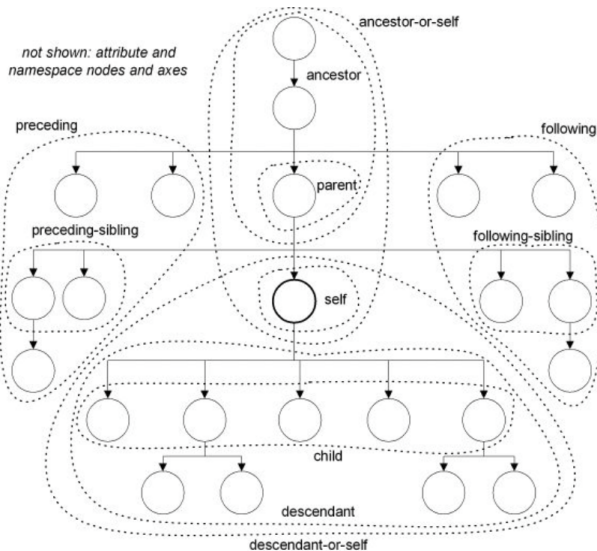 ancestor-or-self
not shown: attribute and
namespace nodes and axes
ancestor
preceding
following
parent
preceding-sibling
following-sibling
self
child
descendant
descendant-or-self